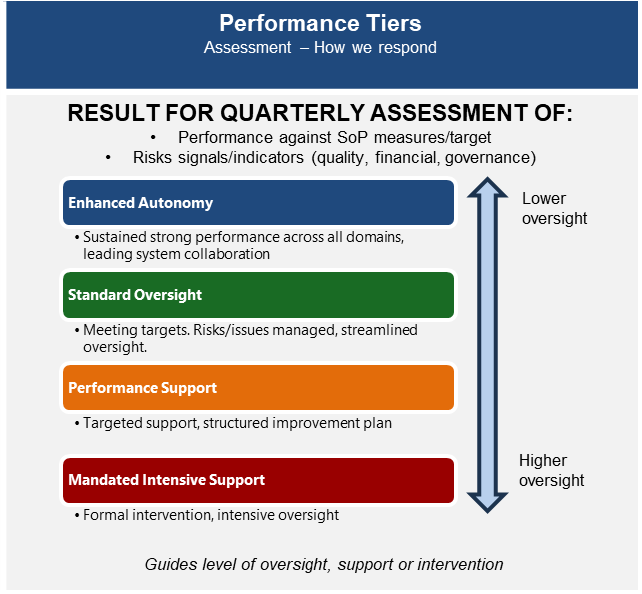 Performance Tiers
Assessment – How we respond
RESULT FOR QUARTERLY ASSESSMENT OF:
• Performance against SoP measures/target
• Risks signals/indicators (quality, financial, governance)
Enhanced Autonomy
• Sustained strong performance across all domains,
leading system collaboration
Lower
oversight
Standard Oversight
• Meeting targets. Risks/issues managed, streamlined
oversight.
Performance Support
• Targeted support, structured improvement plan
Mandated Intensive Support
• Formal intervention, intensive oversight
Higher
oversight
Guides level of oversight, support or intervention